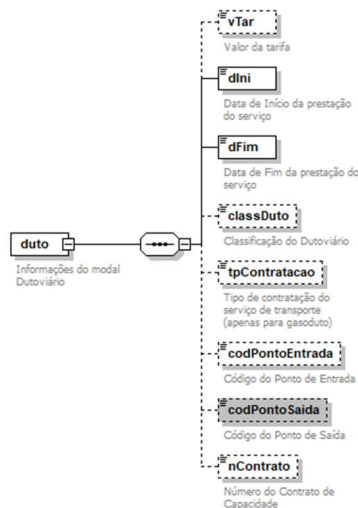 vTar
Valor da tarifa
dIni
Data de Início da prestação
do serviço
dFim
Data de Fim da prestação do
serviço
duto
Informações do modal
Dutoviário
classDuto
Classificação do Dutoviário
tpContratacao
Tipo de contratação do
serviço de transporte
(apenas para gasoduto)
codPontoEntrada
Código do Ponto de Entrada
codPontoSaida
Código do Ponto de Saída
nContrato
Número do Contrato de
Capacidade